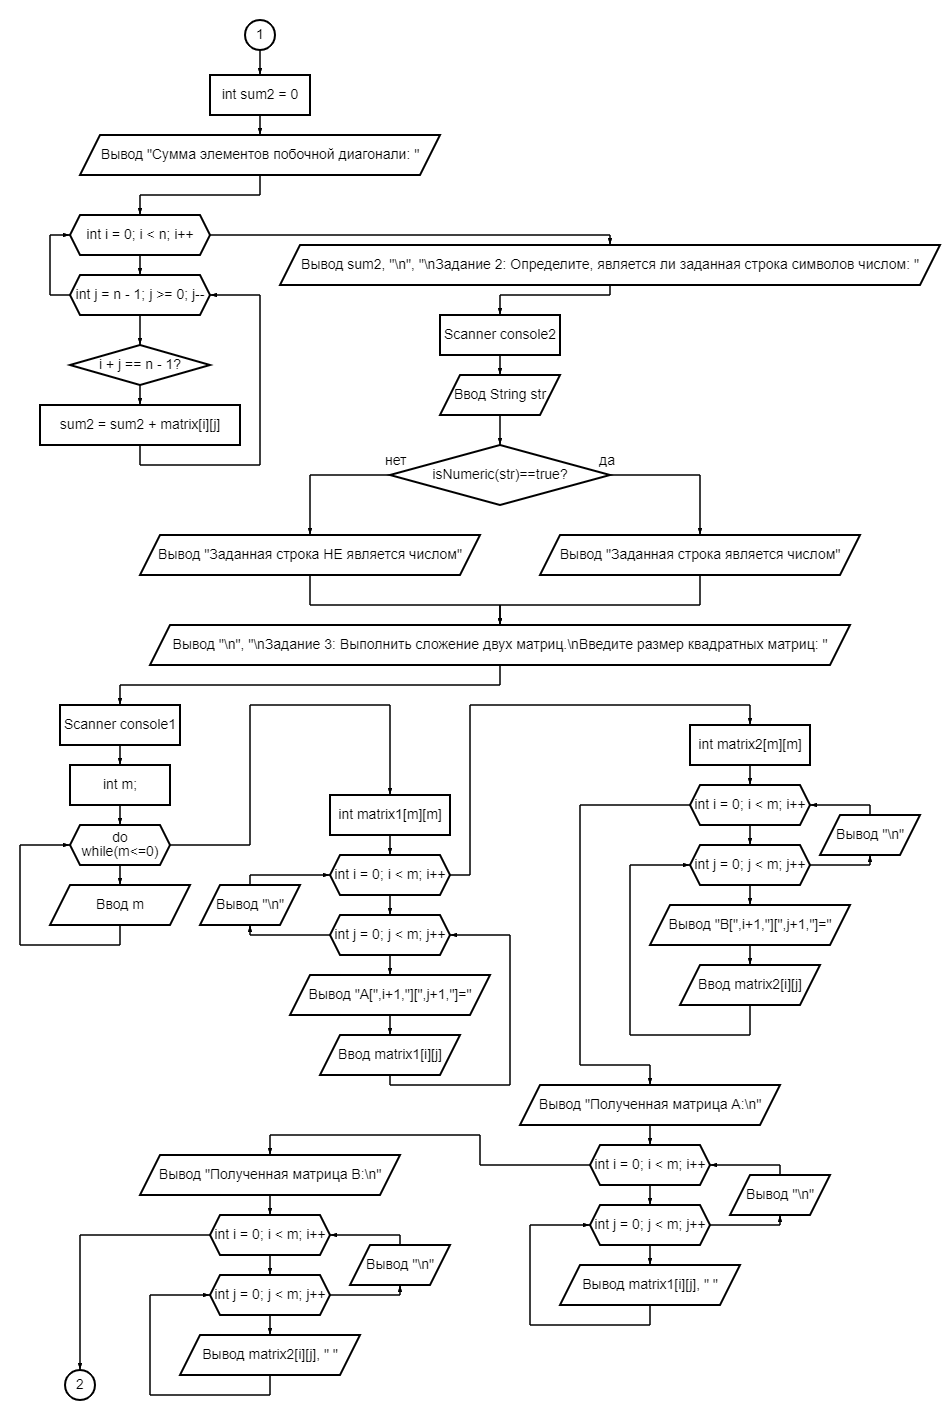 1
int sum2 = 0
Вывод "Сумма элементов побочной диагонали: "
int i = 0; i < n; i++
int j = n - 1; j >= 0; j--
i + j == n - 1?
sum2 = sum2 + matrix[i][j]
Вывод sum2, "\n", "\nЗадание 2: Определите, является ли заданная строка символов числом: "
Scanner console2
Ввод String str
нет
да
isNumeric(str)==true?
Вывод "Заданная строка НЕ является числом"
Вывод "Заданная строка является числом"
Вывод "\n", "\nЗадание 3: Выполнить сложение двух матриц.\nВведите размер квадратных матриц: "
Scanner console1
int m;
do
while(m<=0)
Ввод m
int matrix1[m][m]
int i = 0; i < m; i++
Вывод "\n"
int j = 0; j < m; j++
Вывод "A[",i+1,"][",j+1,"]="
Ввод matrix1[i][j]
int matrix2[m][m]
int i = 0; i < m; i++
Вывод "\n"
int j = 0; j < m; j++
Вывод "B[",i+1,"][",j+1,"]="
Ввод matrix2[i][j]
Вывод "Полученная матрица A:\n"
int i = 0; i < m; i++
Вывод "\n"
int j = 0; j < m; j++
Вывод matrix1[i][j], " "
Вывод "Полученная матрица B:\n"
int i = 0; i < m; i++
Вывод "\n"
int j = 0; j < m; j++
Вывод matrix2[i][j], " "
2